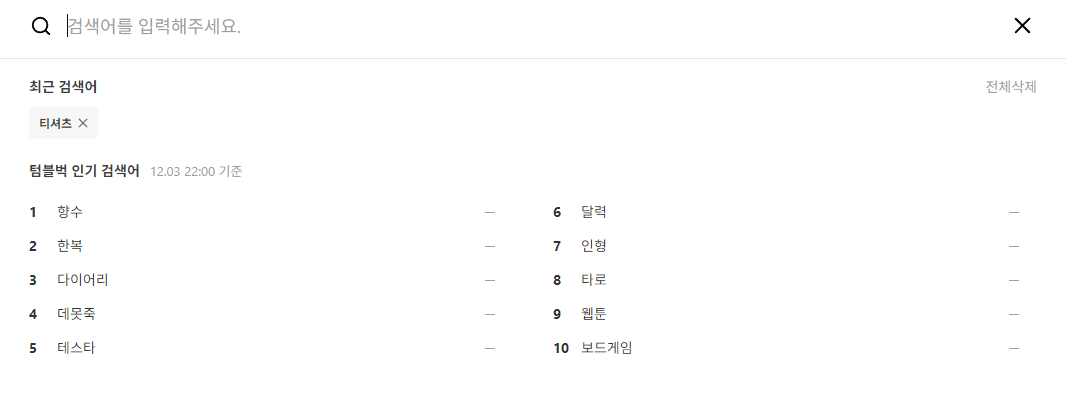 검색어를 입력해주세요.
최근 검색어 전체삭제
티셔츠
텀블벅 인기 검색어 12.03 22:00 기준
1 향수
2 한복
3 다이어리
4 데못죽
5 테스타
6 달력
7 인형
8 타로
9 웹툰
10 보드게임